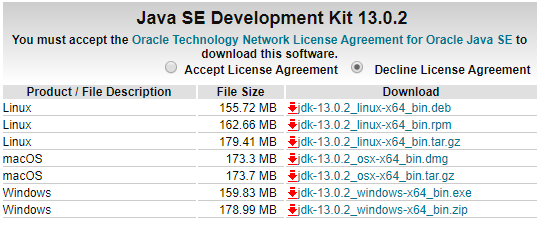 Java SE Development Kit 13.0.2
You must accept the Oracle Technology Network License Agreement for Oracle Java SE to
download this software.
Accept License Agreement Decline License Agreement
Product / File Description File Size Download
Linux 155.72 MB jdk-13.0.2_linux-x64_bin.deb
Linux 162.66 MB jdk-13.0.2_linux-x64_bin.rpm
Linux 179.41 MB jdk-13.0.2_linux-x64_bin.tar.gz
macOS 173.3 MB jdk-13.0.2_osx-x64_bin.dmg
macOS 173.7 MB jdk-13.0.2_osx-x64_bin.tar.gz
Windows 159.83 MB jdk-13.0.2_windows-x64_bin.exe
Windows 178.99 MB jdk-13.0.2_windows-x64_bin.zip